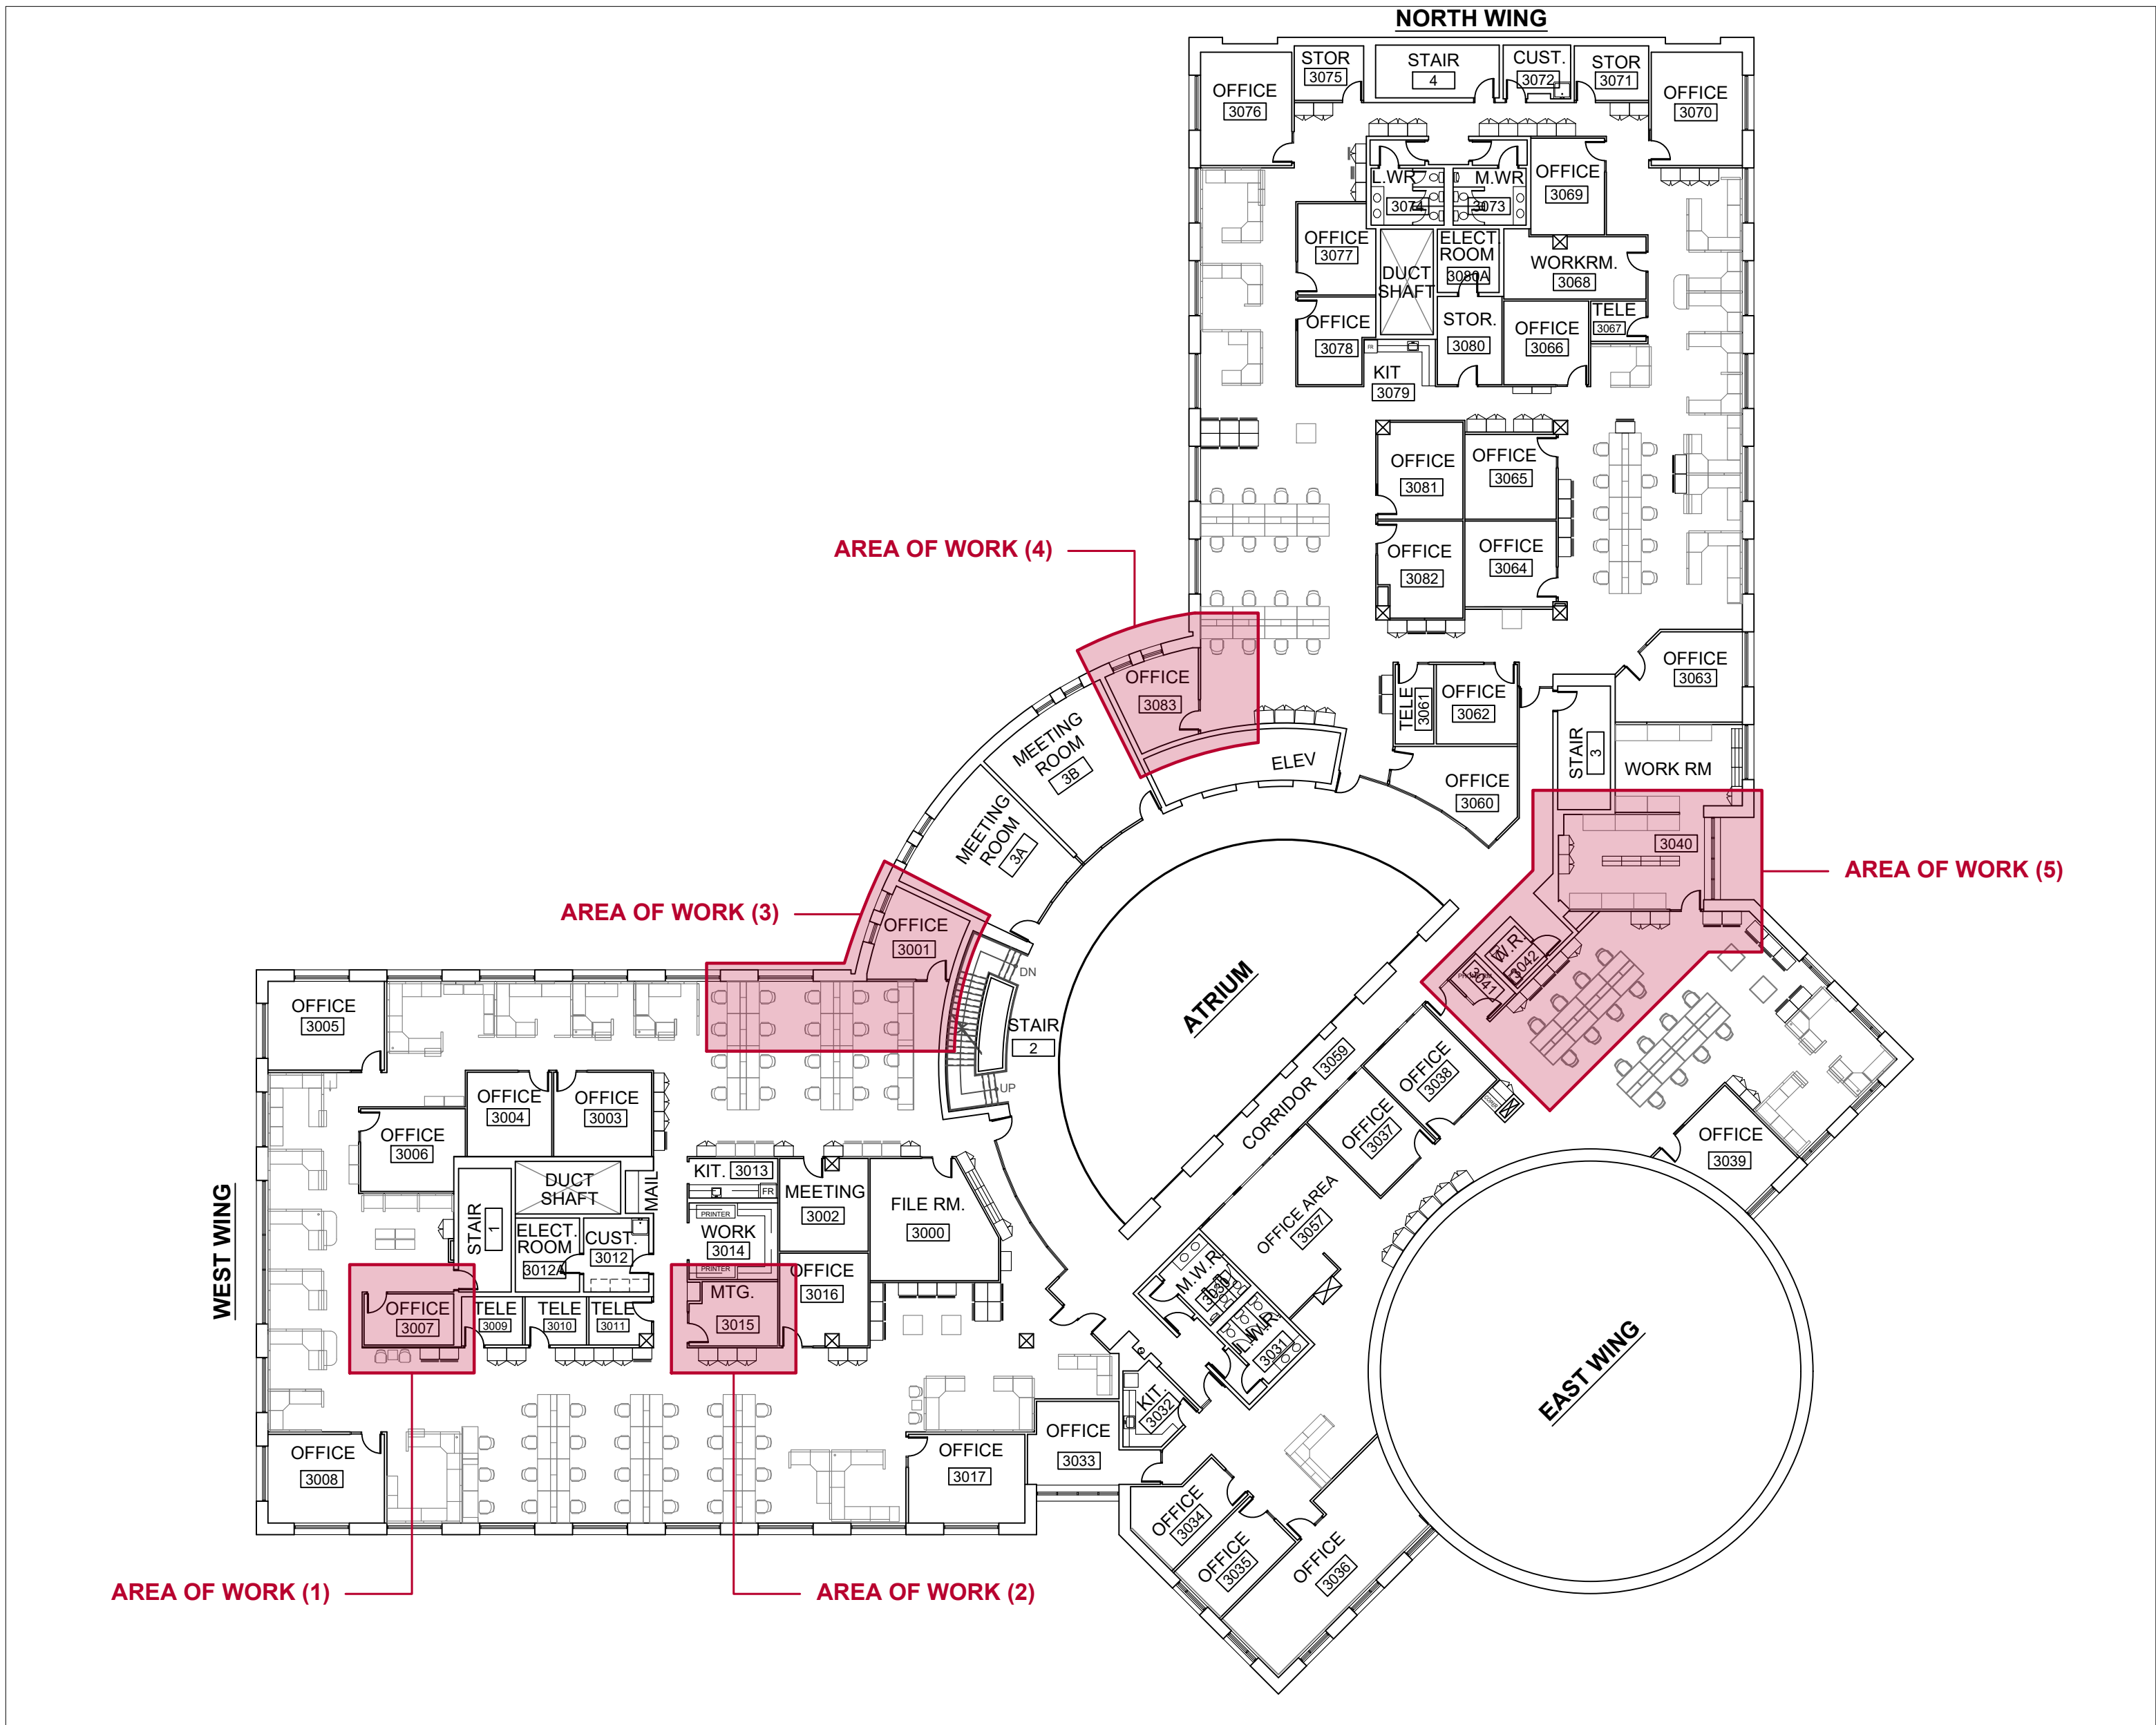 NORTH WING
STOR
3075
STAIR
4
CUST.
3072
STOR
3071
OFFICE
3076
OFFICE
3070
L.WR
3074
M.WR
3073
OFFICE
3069
OFFICE
3077
DUCT
SHAFT
ELECT.
ROOM
3080A
WORKRM.
3068
OFFICE
3078
STOR.
3080
OFFICE
3066
TELE
3067
FR
KIT
3079
OFFICE
3081
OFFICE
3065
OFFICE
3082
OFFICE
3064
AREA OF WORK (4)
OFFICE
3083
TELE
3061
OFFICE
3062
OFFICE
3063
STAIR
3
WORK RM
MEETING
ROOM
3B
ELEV
OFFICE
3060
MEETING
ROOM
3A
3040
AREA OF WORK (5)
AREA OF WORK (3)
OFFICE
3001
W.R.
3042
3041
DN
STAIR
2
UP
ATRIUM
CORRIDOR 3059
OFFICE
3005
OFFICE
3004
OFFICE
3003
OFFICE
3006
OFFICE
3038
OFFICE
3037
OFFICE
3039
WEST WING
STAIR
1
DUCT
SHAFT
MAIL
ELECT.
ROOM
3012A
CUST.
3012
KIT. 3013
FR
PRINTER
WORK
3014
PRINTER
MEETING
3002
FILE RM.
3000
OFFICE AREA
3057
OFFICE
3007
TELE
3009
TELE
3010
TELE
3011
MTG.
3015
OFFICE
3016
M.W.R.
3030
L.W.R.
3031
EAST WING
KIT.
3032
OFFICE
3008
OFFICE
3017
OFFICE
3033
OFFICE
3034
OFFICE
3035
OFFICE
3036
AREA OF WORK (1)
AREA OF WORK (2)